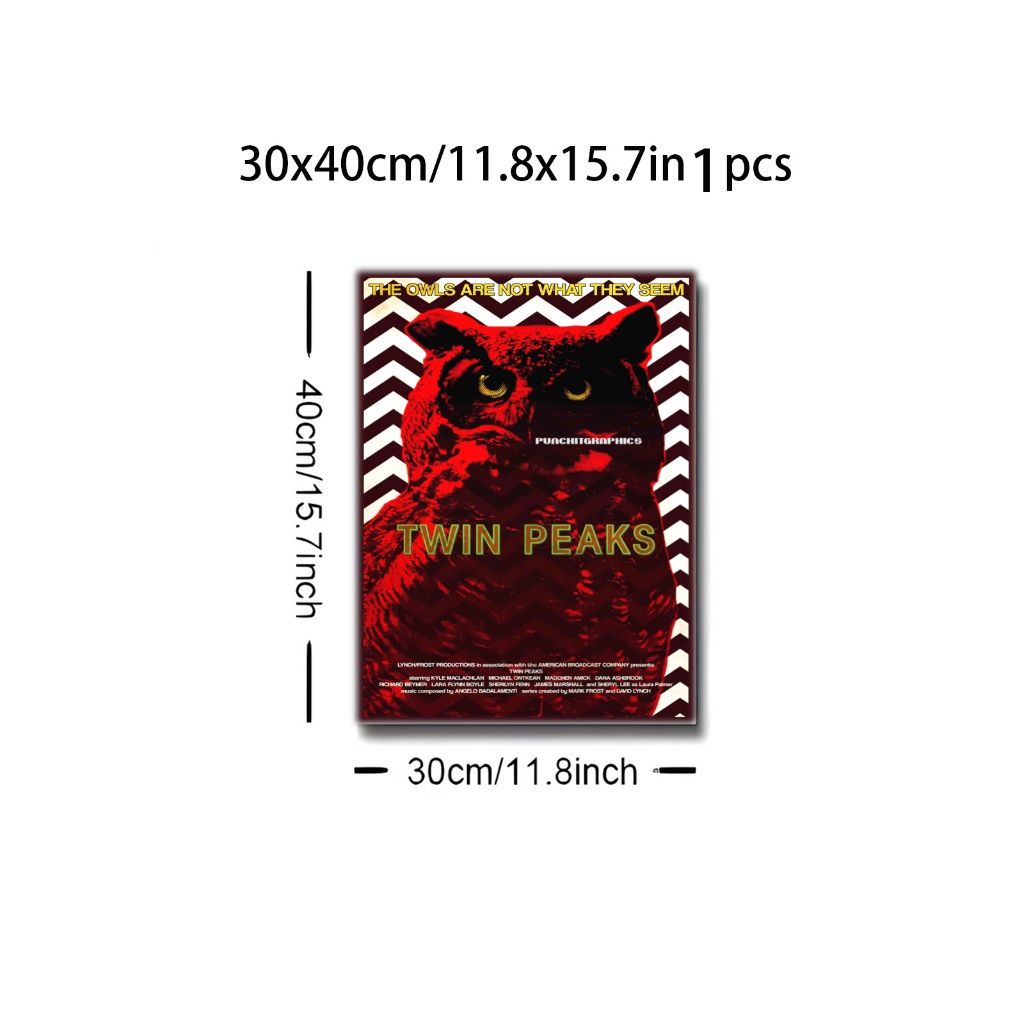 30x40cm/11.8x15.7in1pcs
THE OWLS ARE NOT WHAT THEY SEEM
PUNCHITGRAPHICS
TWIN PEAKS
LYNCH/FROST PRODUCTIONS in association with the AMERICAN BROADCAST COMPANY presents
TWIN PEAKS
starring KYLE MACLACHLAN MICHAEL ONTKEAN MADCHEN AMICK DANA ASHBROOK
RICHARD BEYMER LARA FLYNN BOYLE SHERILYN FENN JAMES MARSHALL and SHERYL LEE as Laura Palmer
music composed by ANGELO BADALAMENTI series created by MARK FROST and DAVID LYNCH
40cm/15.7inch
30cm/11.8inch